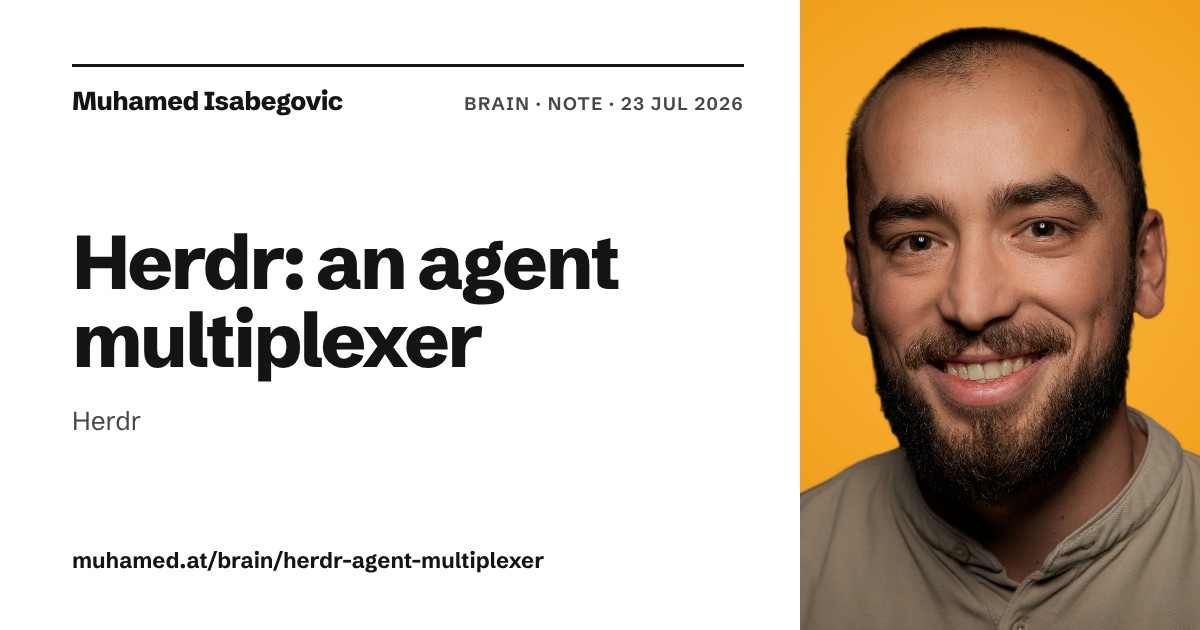 Muhamed Isabegovic
BRAIN · NOTE · 23 JUL 2026
Herdr: an agent
multiplexer
Herdr
muhamed.at/brain/herdr-agent-multiplexer